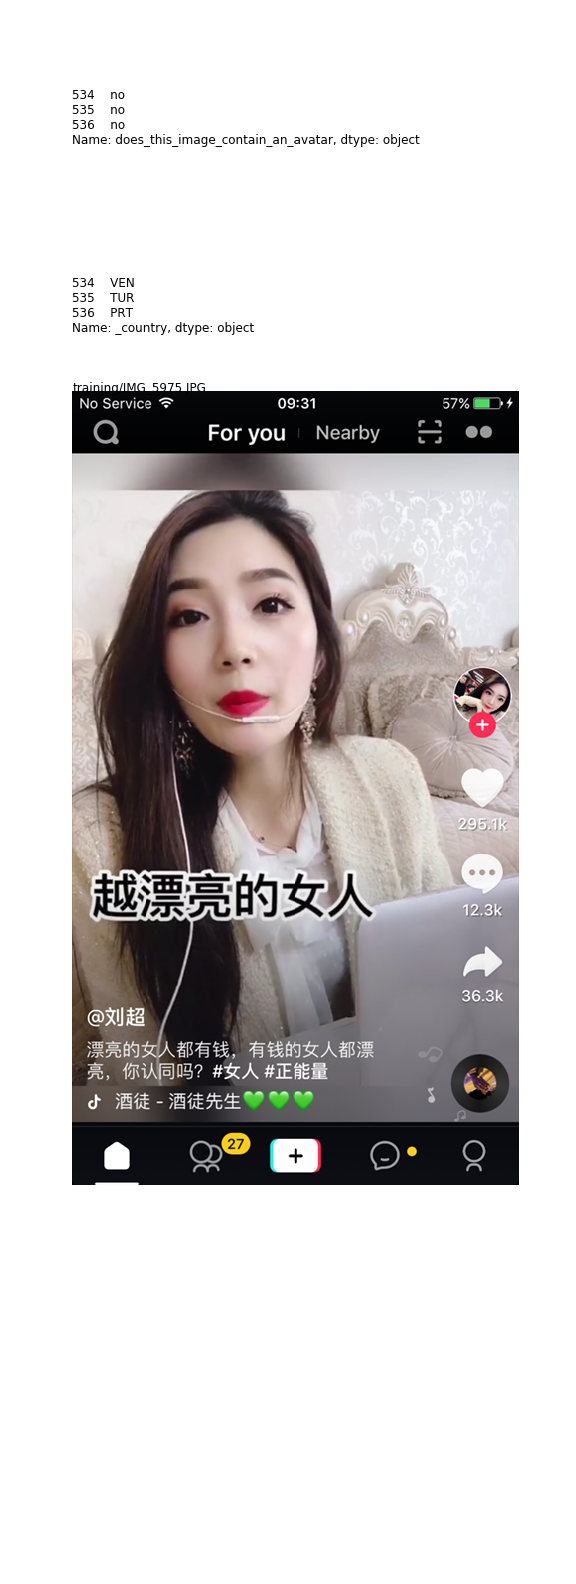 534 no
535 no
536 no
Name: does_this_image_contain_an_avatar, dtype: object
534 VEN
535 TUR
536 PRT
Name: _country, dtype: object
training/IMG_5975.JPG
No Service 09:31 57%
For you Nearby
295.1k
越漂亮的女人
12.3k
36.3k
@刘超
漂亮的女人都有钱，有钱的女人都漂
亮，你认同吗？#女人 #正能量
酒徒 - 酒徒先生💚💚💚
27